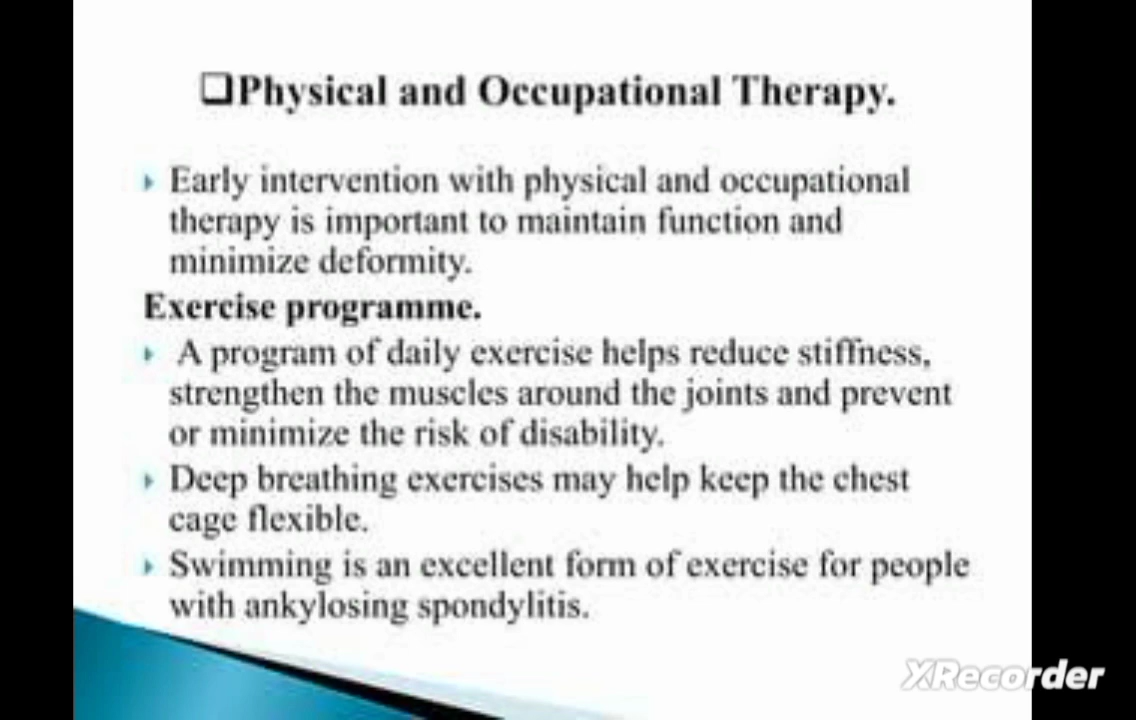 ❑Physical and Occupational Therapy.
Early intervention with physical and occupational
therapy is important to maintain function and
minimize deformity.
Exercise programme.
A program of daily exercise helps reduce stiffness,
strengthen the muscles around the joints and prevent
or minimize the risk of disability.
Deep breathing exercises may help keep the chest
cage flexible.
Swimming is an excellent form of exercise for people
with ankylosing spondylitis.
XRecorder